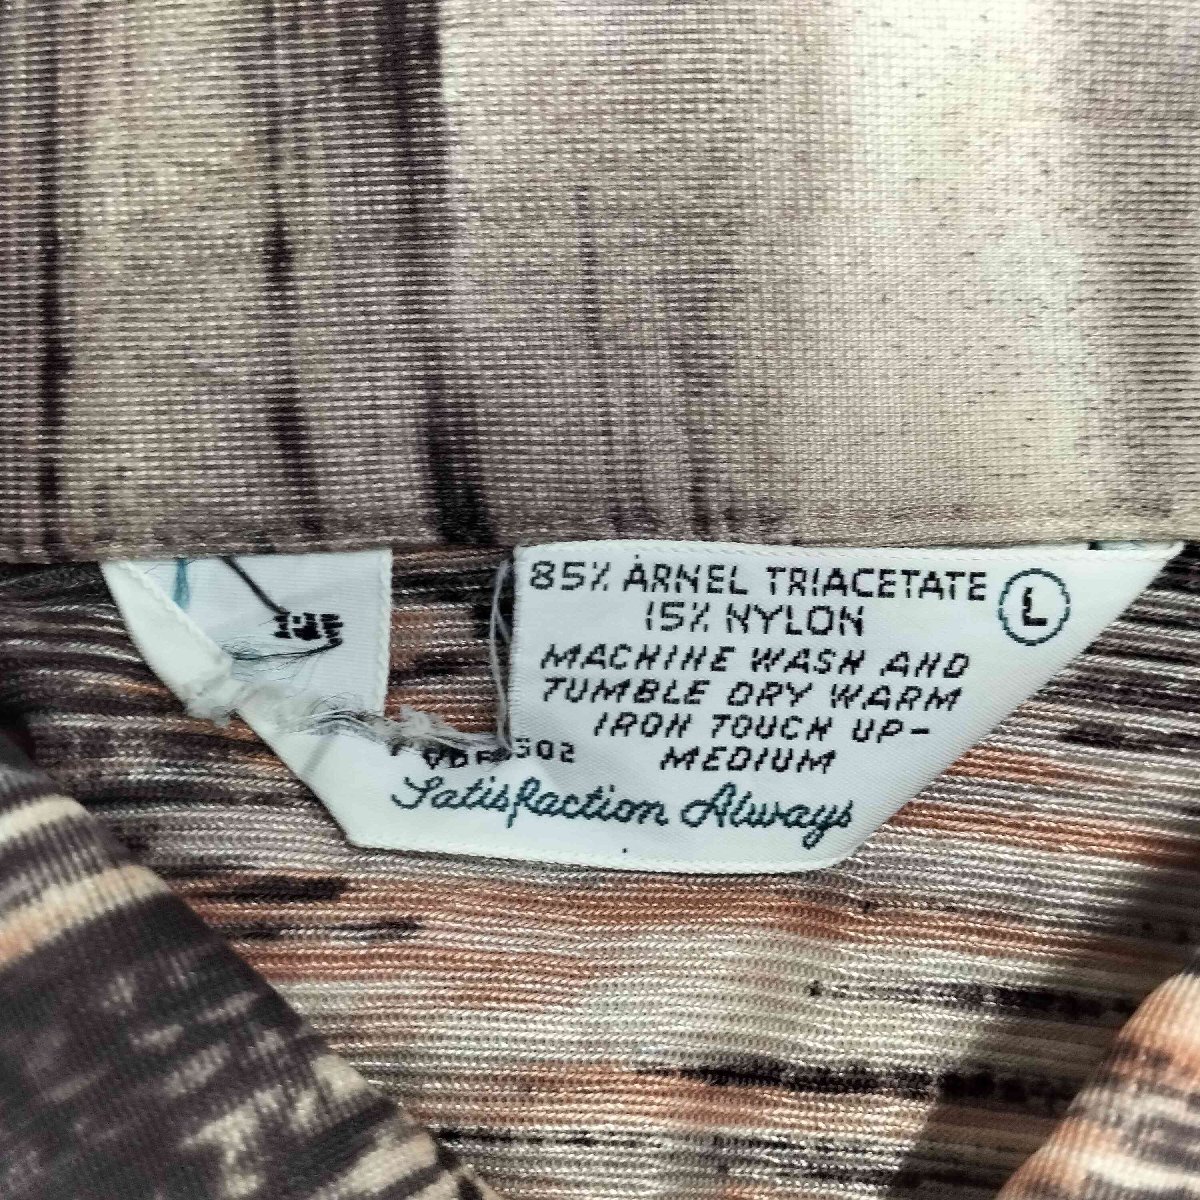 85% ARNEL TRIACETATE
L
15% NYLON
MACHINE WASH AND
TUMBLE DRY WARM
IRON TOUCH UP-
MEDIUM
Satisfaction Always